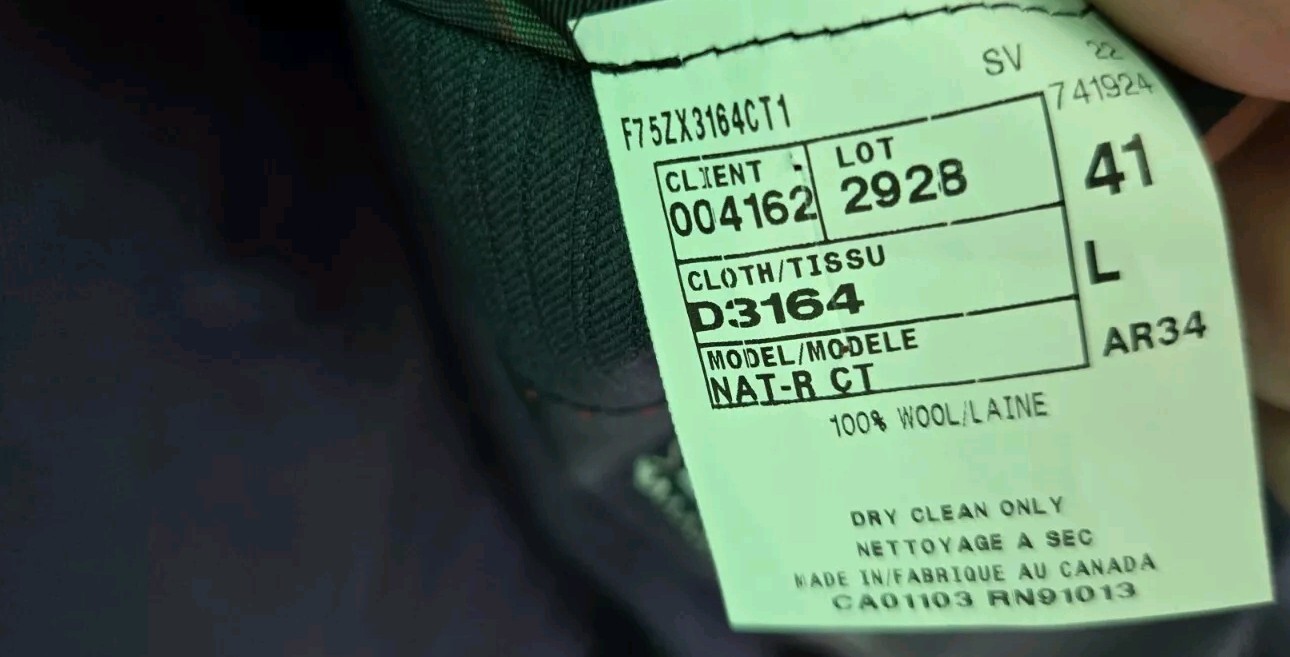 SV 22
F75ZX3164CT1 741924
CLIENT LOT
004162 2928 41
CLOTH/TISSU L
D3164
MODEL/MODELE AR34
NAT-R CT
100% WOOL/LAINE
DRY CLEAN ONLY
NETTOYAGE A SEC
MADE IN/FABRIQUE AU CANADA
CA01103 RN91013